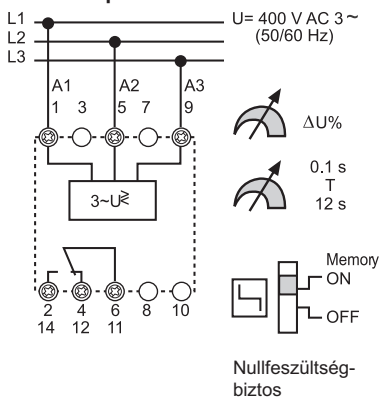 L1
L2
L3
U= 400 V AC 3~
(50/60 Hz)
A1
A2
A3
1
3
5
7
9
ΔU%
0.1 s
T
12 s
3~U≷
Memory
ON
OFF
2
4
6
8
10
14
12
11
Nullfeszültség-
biztos